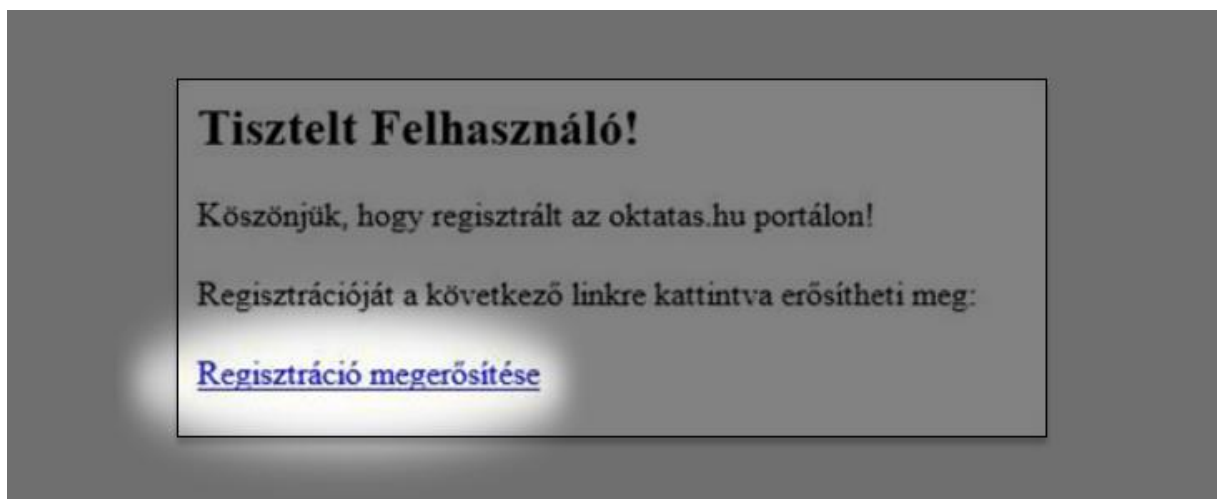 Tisztelt Felhasználó!
Köszönjük, hogy regisztrált az oktatas.hu portálon!
Regisztrációját a következő linkre kattintva erősítheti meg:
Regisztráció megerősítése